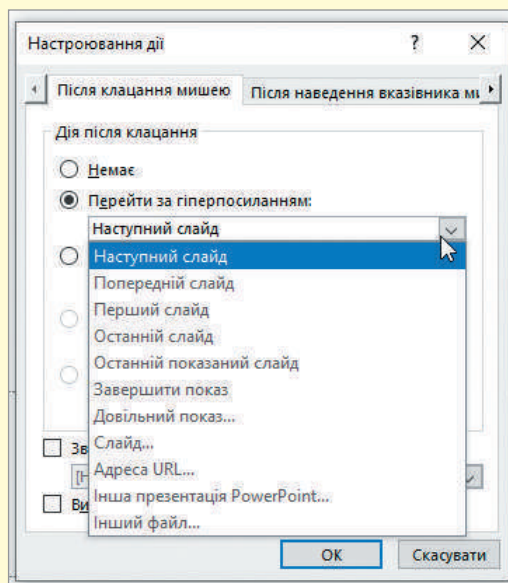 Настроювання дії ? ×
Після клацання мишею Після наведення вказівника
Дія після клацання
Немає
Перейти за гіперпосиланням:
Наступний слайд
Наступний слайд
Попередній слайд
Перший слайд
Останній слайд
Останній показаний слайд
Завершити показ
Довільний показ...
Слайд...
Адреса URL...
Інша презентація PowerPoint...
Інший файл...
OK Скасувати